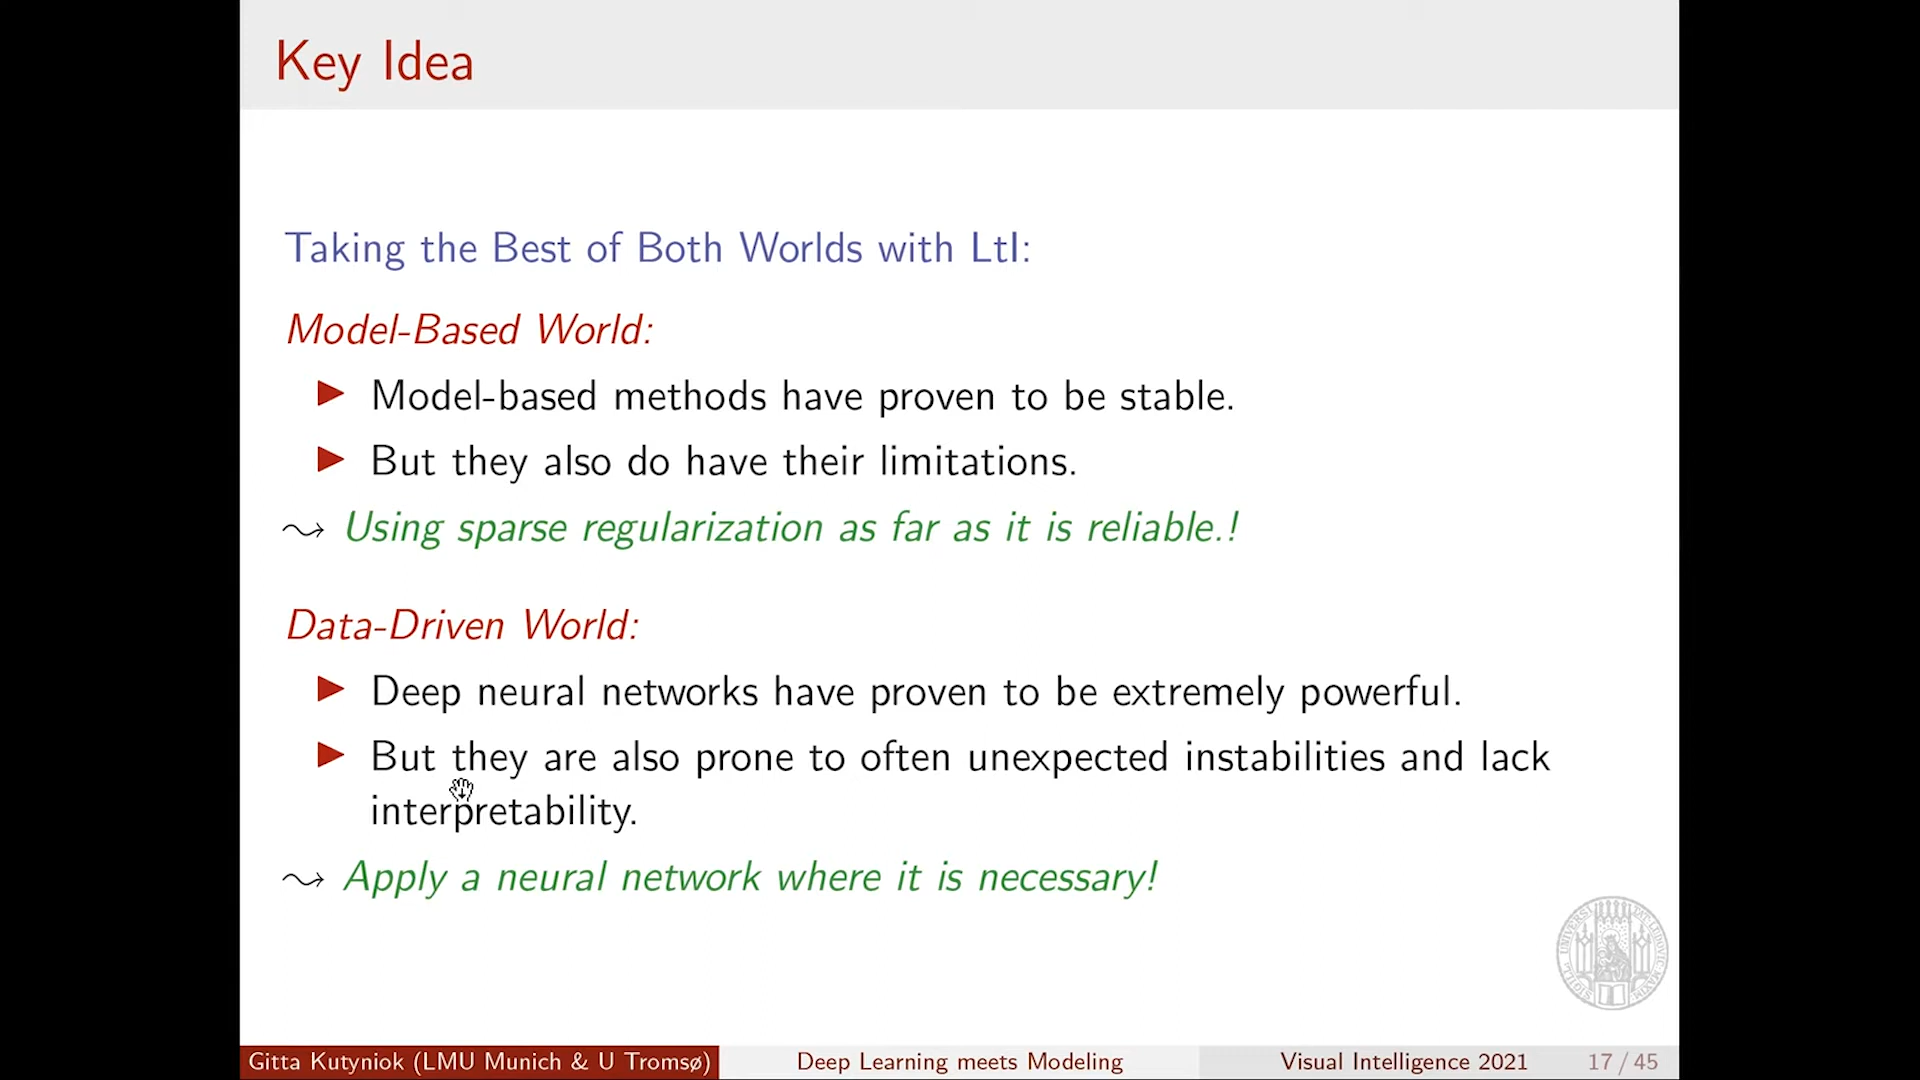 Key Idea
Taking the Best of Both Worlds with LtI:
Model-Based World:
▶ Model-based methods have proven to be stable.
▶ But they also do have their limitations.
⇝ Using sparse regularization as far as it is reliable.!
Data-Driven World:
▶ Deep neural networks have proven to be extremely powerful.
▶ But they are also prone to often unexpected instabilities and lack
interpretability.
⇝ Apply a neural network where it is necessary!
Gitta Kutyniok (LMU Munich & U Tromsø) Deep Learning meets Modeling Visual Intelligence 2021 17 / 45